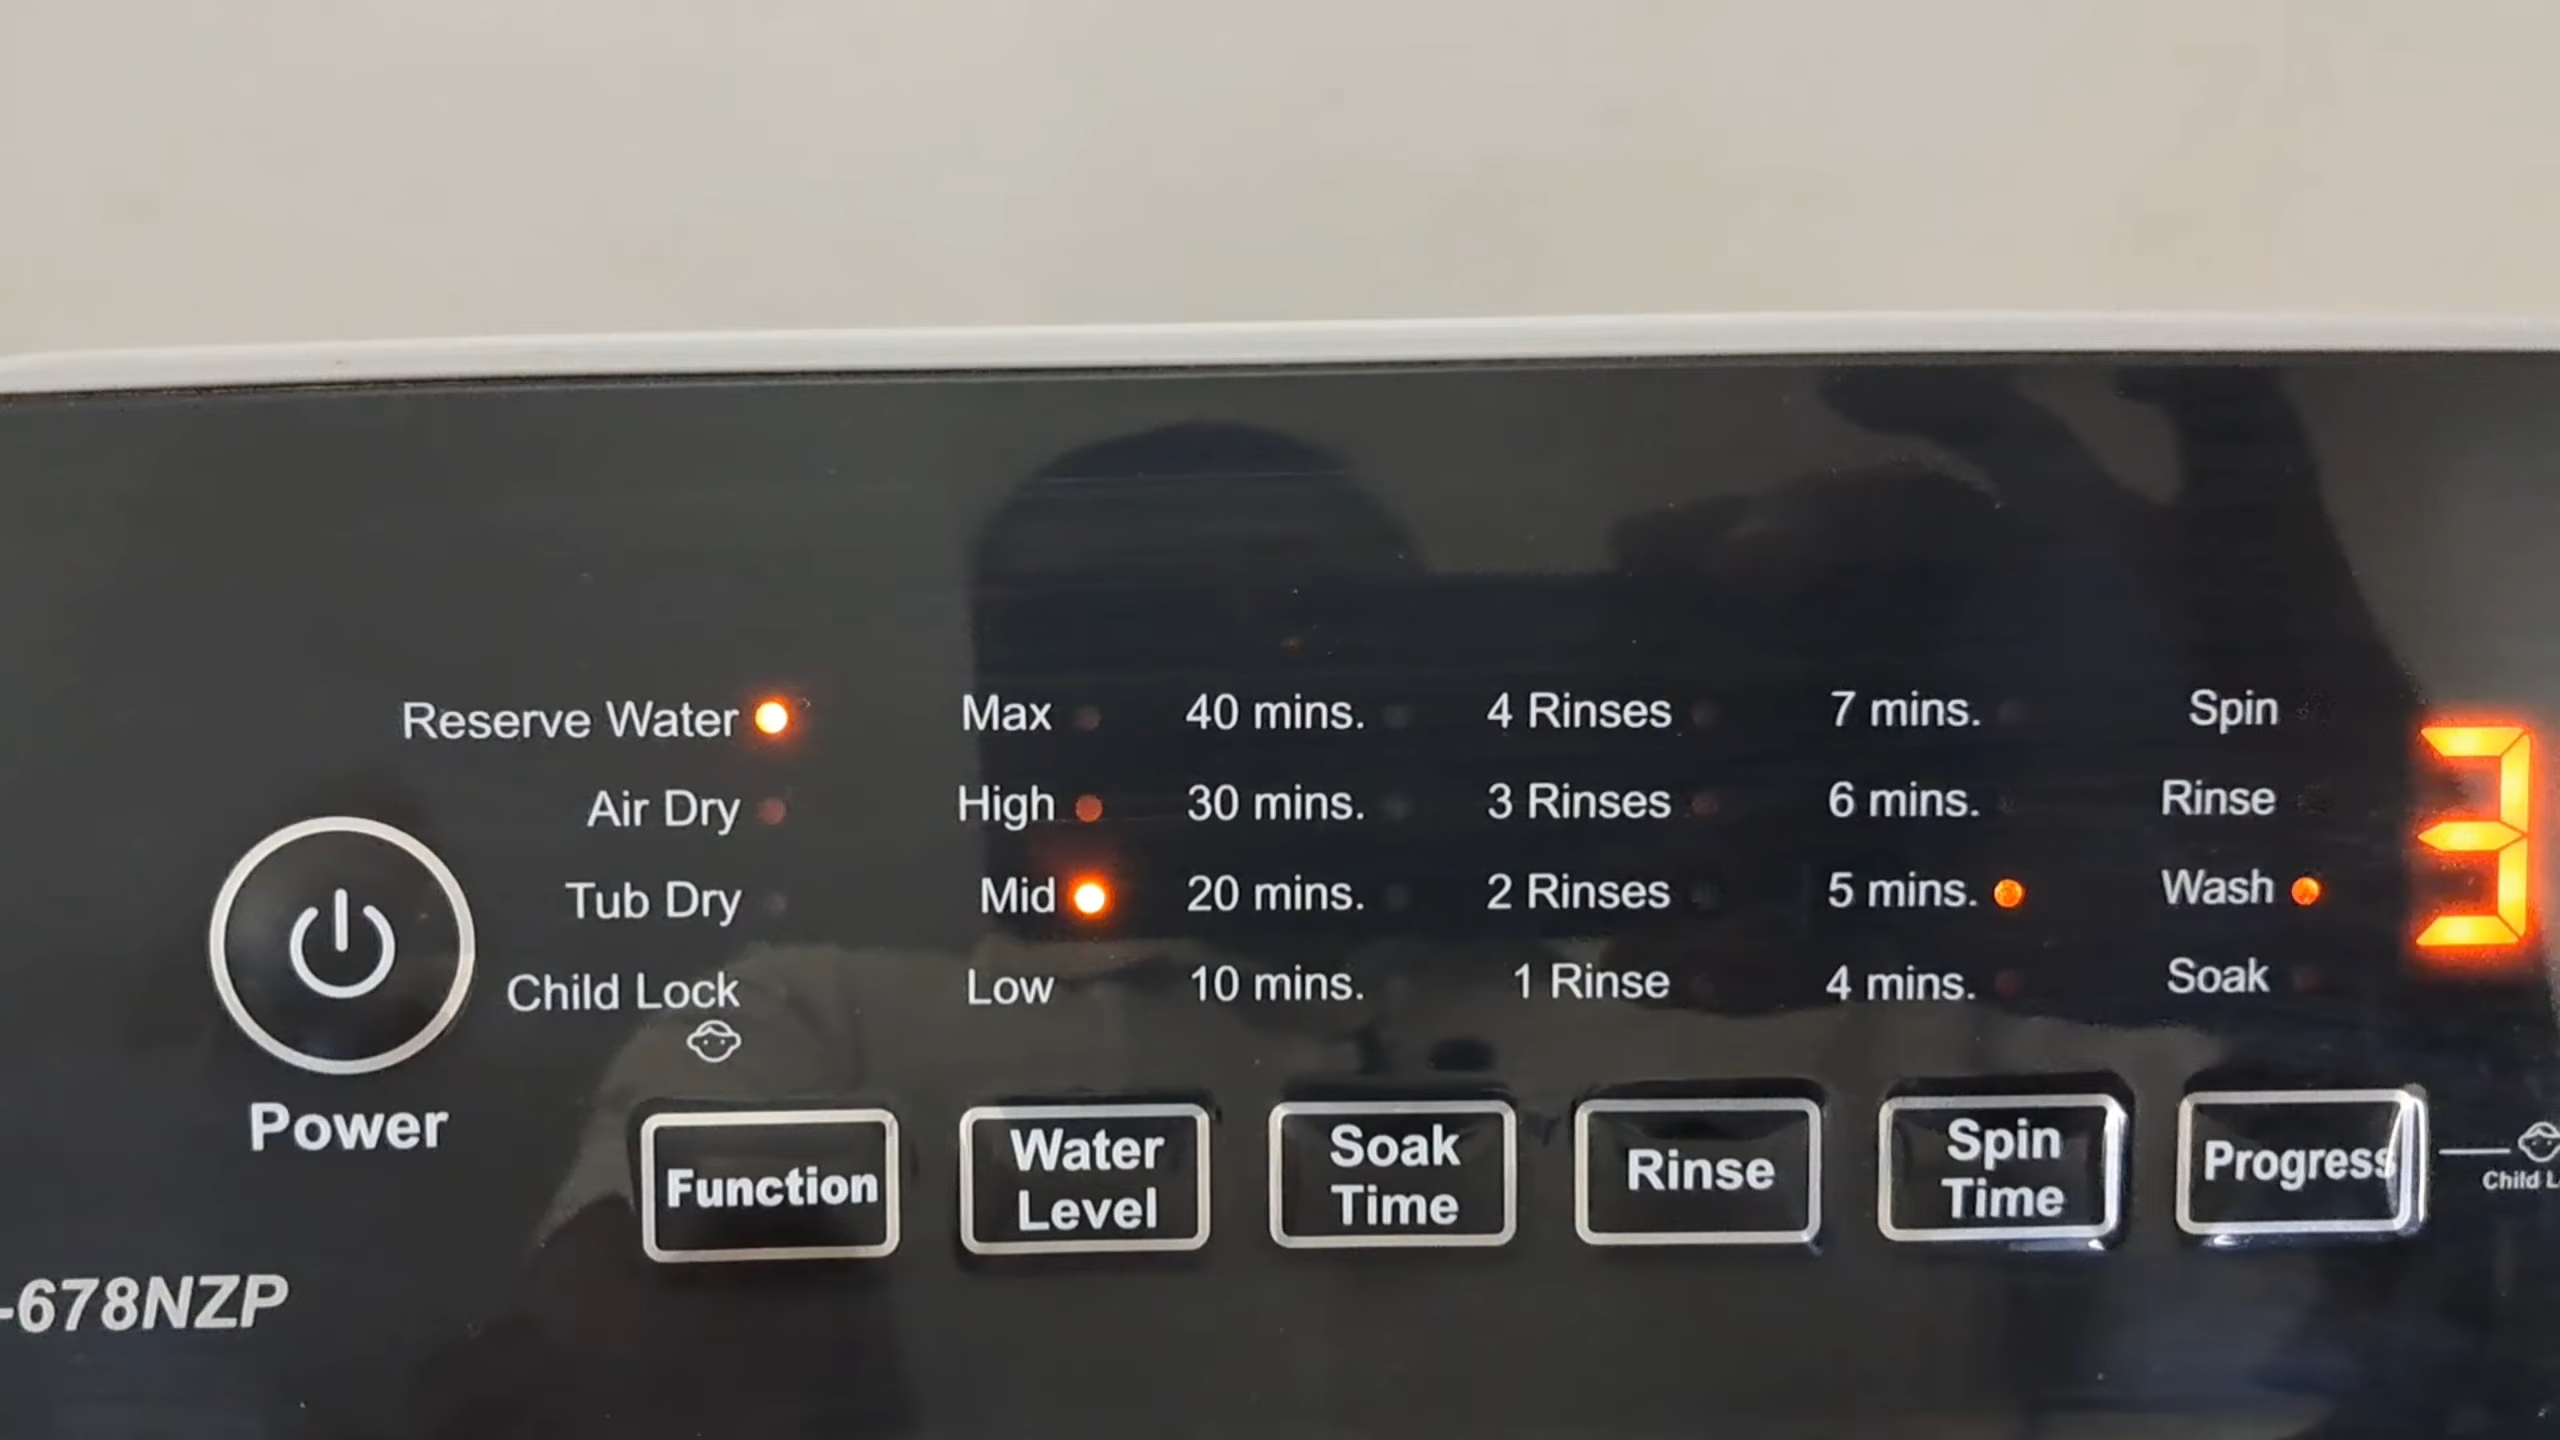 Reserve Water
Air Dry
Tub Dry
Child Lock
Max
High
Mid
Low
40 mins.
30 mins.
20 mins.
10 mins.
4 Rinses
3 Rinses
2 Rinses
1 Rinse
7 mins.
6 mins.
5 mins.
4 mins.
Spin
Rinse
Wash
Soak
3
Power
Function
Water
Level
Soak
Time
Rinse
Spin
Time
Progress
Child L
-678NZP